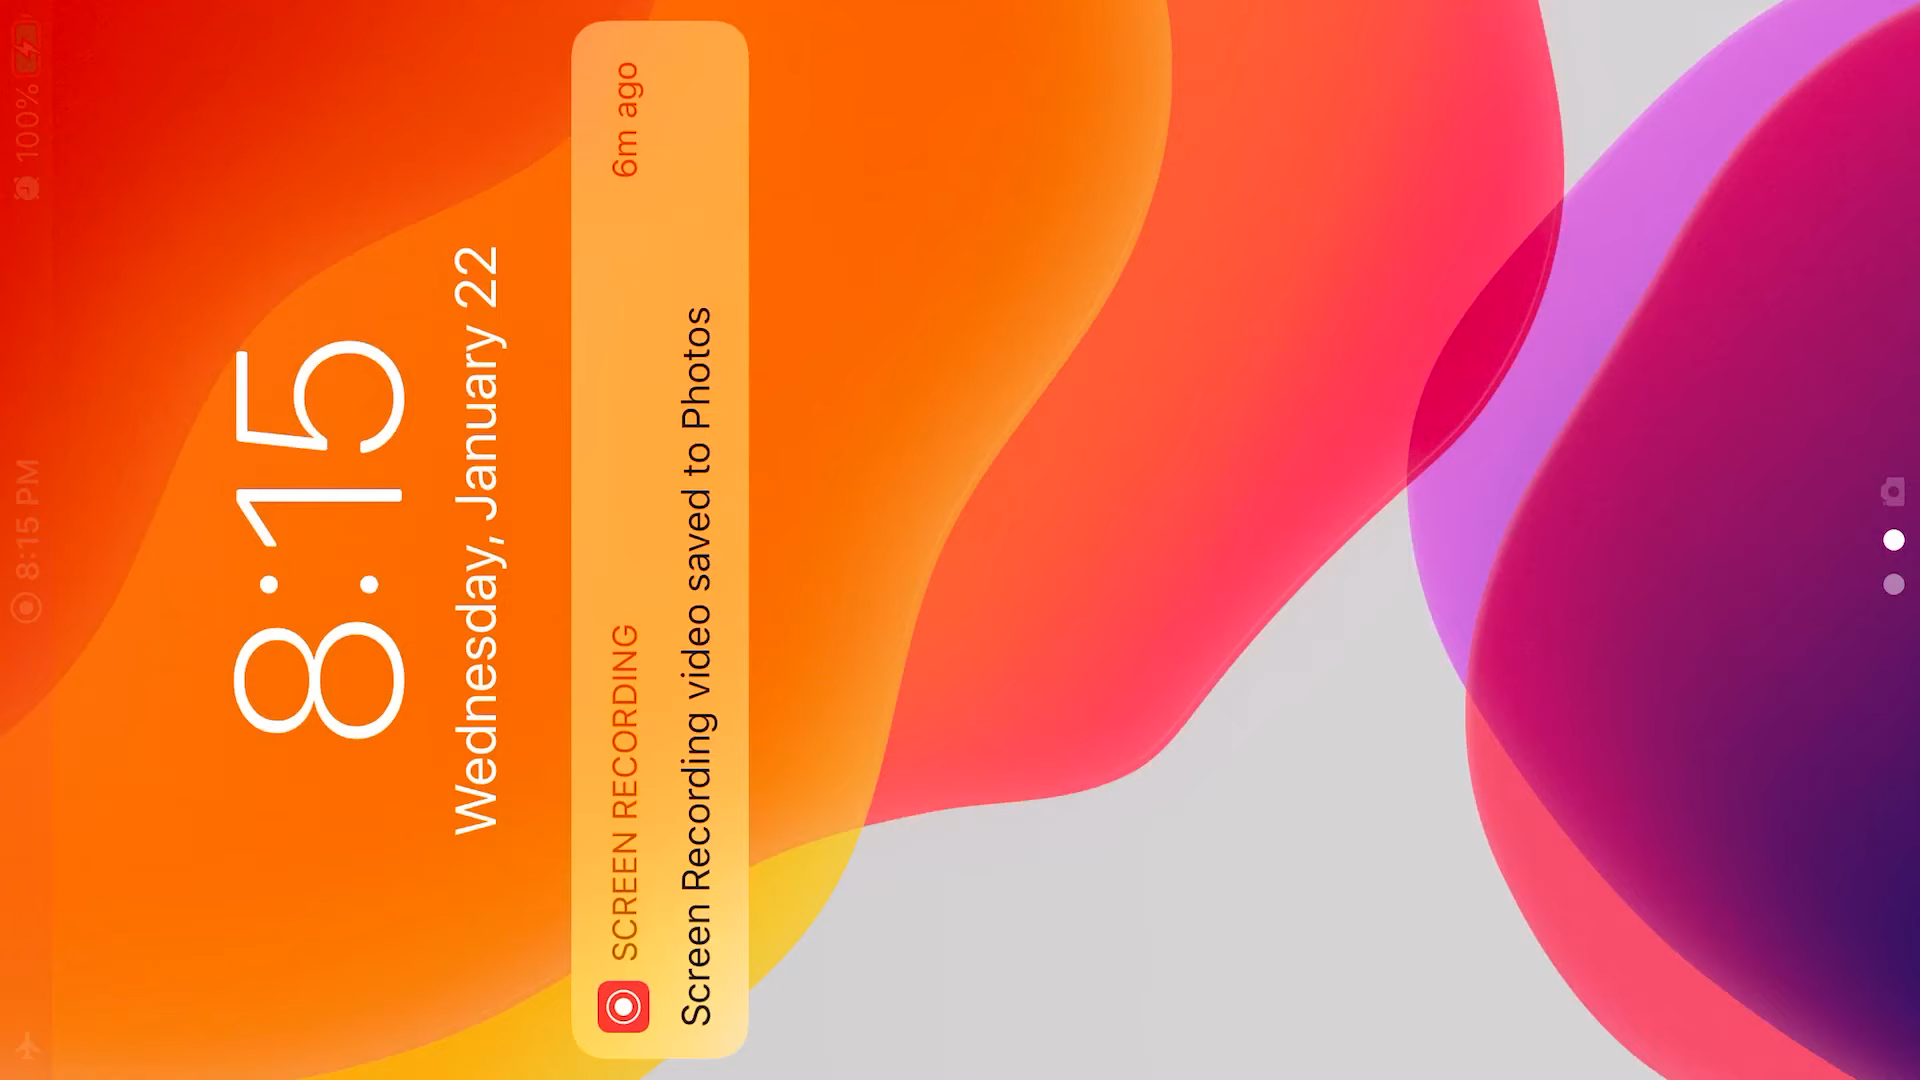 8:15 PM
100%
8:15
Wednesday, January 22
SCREEN RECORDING
6m ago
Screen Recording video saved to Photos